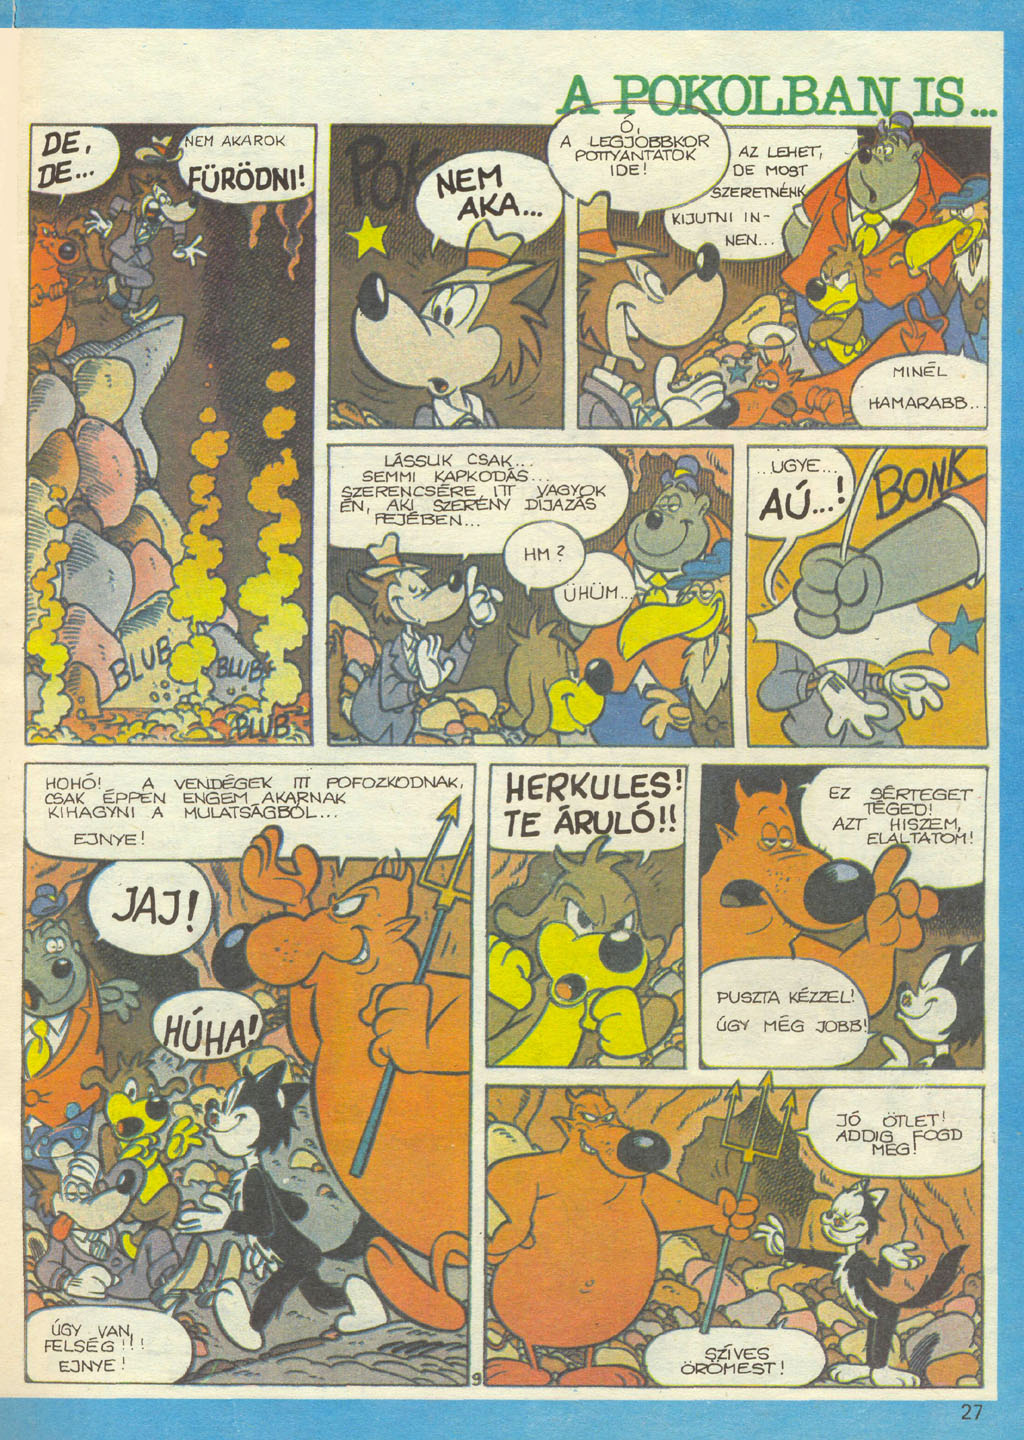 A POKOLBAN IS...
DE,
DE...
NEM AKAROK
FÜRÖDNI!
BLUB
BLUB
BLUB
POK
NEM
AKA...
Ó,
A LEGJOBBKOR
POTTYANTATOK
IDE!
AZ LEHET,
DE MOST
SZERETNÉNK
KIJUTNI IN-
NEN...
MINÉL
HAMARABB...
LÁSSUK CSAK...
SEMMI KAPKODÁS...
SZERENCSÉRE ITT VAGYOK
ÉN, AKI SZERÉNY DIJAZÁS
FEJÉBEN...
HM?
ÜHÜM...
UGYE...
AÚ...!
BONK
HOHÓ! A VENDÉGEK ITT POFOZKODNAK,
CSAK ÉPPEN ENGEM AKARNAK
KIHAGYNI A MULATSÁGBÓL...
EJNYE!
JAJ!
HÚHA!
ÚGY VAN,
FELSÉG!!!
EJNYE!
9
HERKULES!
TE ÁRULÓ!!
EZ SÉRTEGET
TÉGED!
AZT HISZEM,
ELALTATOM!
PUSZTA KÉZZEL!
ÚGY MÉG JOBB!
JÓ ÖTLET!
ADDIG FOGD
MEG!
SZÍVES
ÖRÖMEST!
27